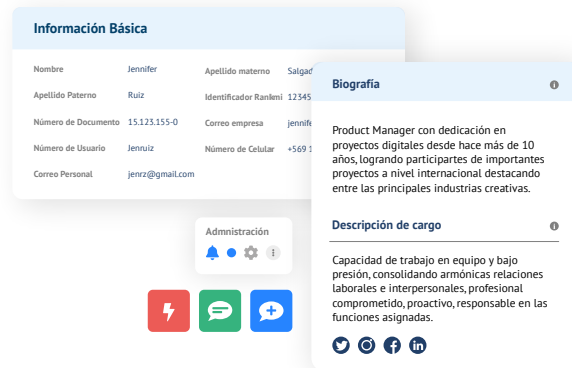 Información Básica
Nombre Jennifer
Apellido materno
Apellido Paterno Ruiz
Identificador Rankmi
Número de Documento 15.123.155-0
Correo empresa
Número de Usuario Jenruiz
Número de Celular
Correo Personal jenrz@gmail.com
Biografía
Product Manager con dedicación en
proyectos digitales desde hace más de 10
años, logrando participantes de importantes
proyectos a nivel internacional destacando
entre las principales industrias creativas.
Descripción de cargo
Capacidad de trabajo en equipo y bajo
presión, consolidando armónicas relaciones
laborales e interpersonales, profesional
comprometido, proactivo, responsable en las
funciones asignadas.
Admnistración